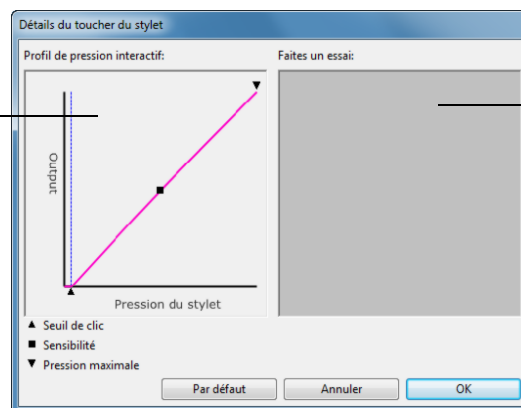 Détails du toucher du stylet
Profil de pression interactif:
Faites un essai:
Output
Pression du stylet
Seuil de clic
Sensibilité
Pression maximale
Par défaut
Annuler
OK